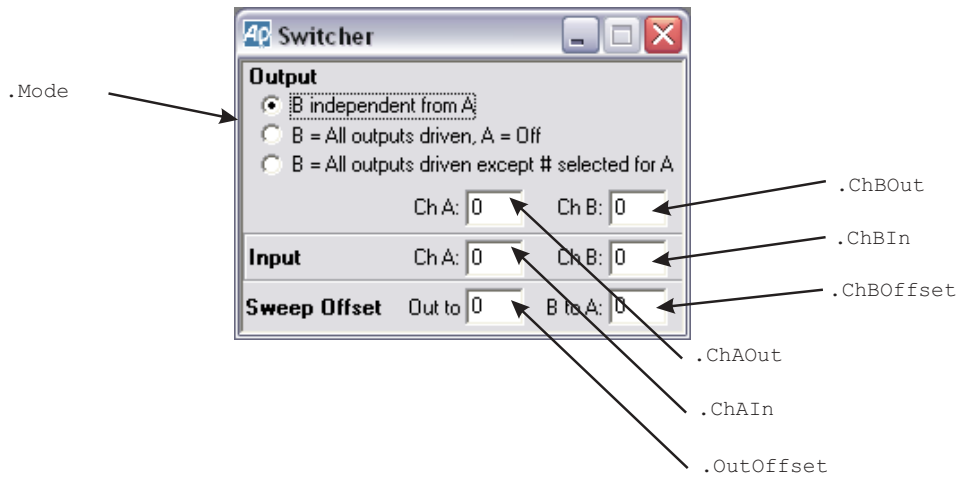 Ap Switcher
.Mode
Output
B independent from A
B = All outputs driven, A = Off
B = All outputs driven except # selected for A
Ch A: 0 Ch B: 0
.ChBOut
Input Ch A: 0 Ch B: 0
.ChBIn
Sweep Offset Out to 0 B to A: 0
.ChBOffset
.ChAOut
.ChAIn
.OutOffset